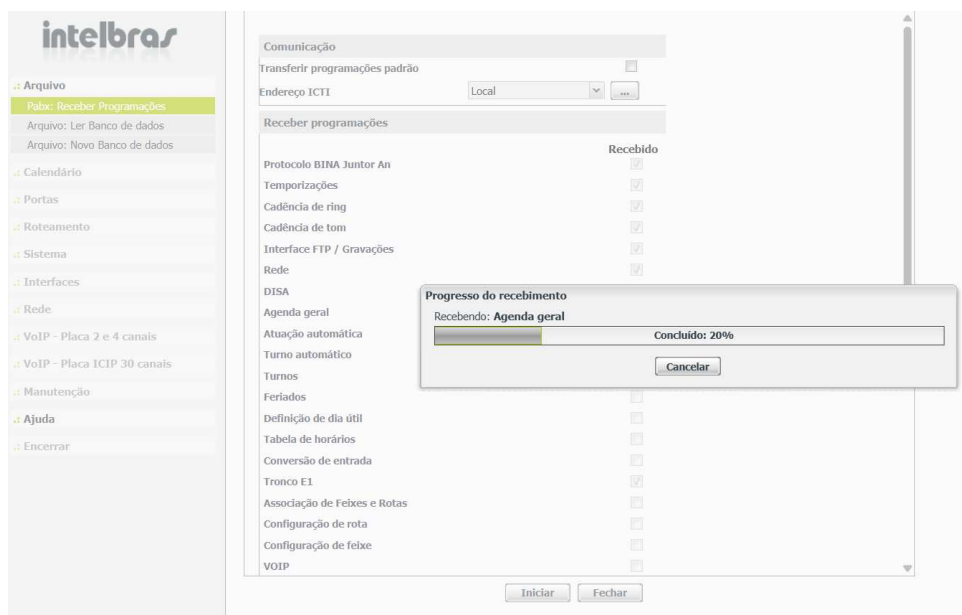 intelbras
.: Arquivo
Pabx: Receber Programações
Arquivo: Ler Banco de dados
Arquivo: Novo Banco de dados
.: Calendário
.: Portas
.: Roteamento
.: Sistema
.: Interfaces
.: Rede
.: VoIP - Placa 2 e 4 canais
.: VoIP - Placa ICIP 30 canais
.: Manutenção
.: Ajuda
.: Encerrar
Comunicação
Transferir programações padrão
Endereço ICTI Local ...
Receber programações
Recebido
Protocolo BINA Juntor An
Temporizações
Cadência de ring
Cadência de tom
Interface FTP / Gravações
Rede
DISA
Agenda geral
Atuação automática
Turno automático
Turnos
Feriados
Definição de dia útil
Tabela de horários
Conversão de entrada
Tronco E1
Associação de Feixes e Rotas
Configuração de rota
Configuração de feixe
VOIP
Progresso do recebimento
Recebendo: Agenda geral
Concluído: 20%
Cancelar
Iniciar Fechar